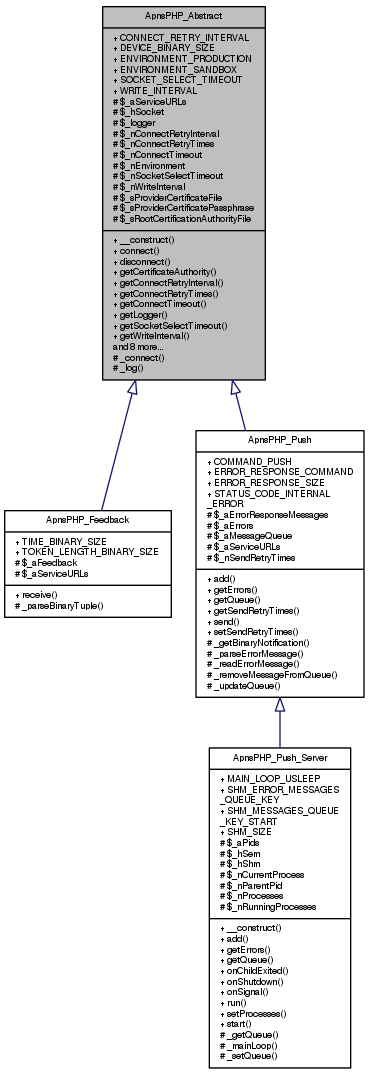 ApnsPHP_Abstract
+ CONNECT_RETRY_INTERVAL
+ DEVICE_BINARY_SIZE
+ ENVIRONMENT_PRODUCTION
+ ENVIRONMENT_SANDBOX
+ SOCKET_SELECT_TIMEOUT
+ WRITE_INTERVAL
# $_aServiceURLs
# $_hSocket
# $_logger
# $_nConnectRetryInterval
# $_nConnectRetryTimes
# $_nConnectTimeout
# $_nEnvironment
# $_nSocketSelectTimeout
# $_nWriteInterval
# $_sProviderCertificateFile
# $_sProviderCertificatePassphrase
# $_sRootCertificationAuthorityFile
+ __construct()
+ connect()
+ disconnect()
+ getCertificateAuthority()
+ getConnectRetryInterval()
+ getConnectRetryTimes()
+ getConnectTimeout()
+ getLogger()
+ getSocketSelectTimeout()
+ getWriteInterval()
and 8 more...
# _connect()
# _log()
ApnsPHP_Feedback
+ TIME_BINARY_SIZE
+ TOKEN_LENGTH_BINARY_SIZE
# $_aFeedback
# $_aServiceURLs
+ receive()
# _parseBinaryTuple()
ApnsPHP_Push
+ COMMAND_PUSH
+ ERROR_RESPONSE_COMMAND
+ ERROR_RESPONSE_SIZE
+ STATUS_CODE_INTERNAL
_ERROR
# $_aErrorResponseMessages
# $_aErrors
# $_aMessageQueue
# $_aServiceURLs
# $_nSendRetryTimes
+ add()
+ getErrors()
+ getQueue()
+ getSendRetryTimes()
+ send()
+ setSendRetryTimes()
# _getBinaryNotification()
# _parseErrorMessage()
# _readErrorMessage()
# _removeMessageFromQueue()
# _updateQueue()
ApnsPHP_Push_Server
+ MAIN_LOOP_USLEEP
+ SHM_ERROR_MESSAGES
_QUEUE_KEY
+ SHM_MESSAGES_QUEUE
_KEY_START
+ SHM_SIZE
# $_aPids
# $_hSem
# $_hShm
# $_nCurrentProcess
# $_nParentPid
# $_nProcesses
# $_nRunningProcesses
+ __construct()
+ add()
+ getErrors()
+ getQueue()
+ onChildExited()
+ onShutdown()
+ onSignal()
+ run()
+ setProcesses()
+ start()
# _getQueue()
# _mainLoop()
# _setQueue()